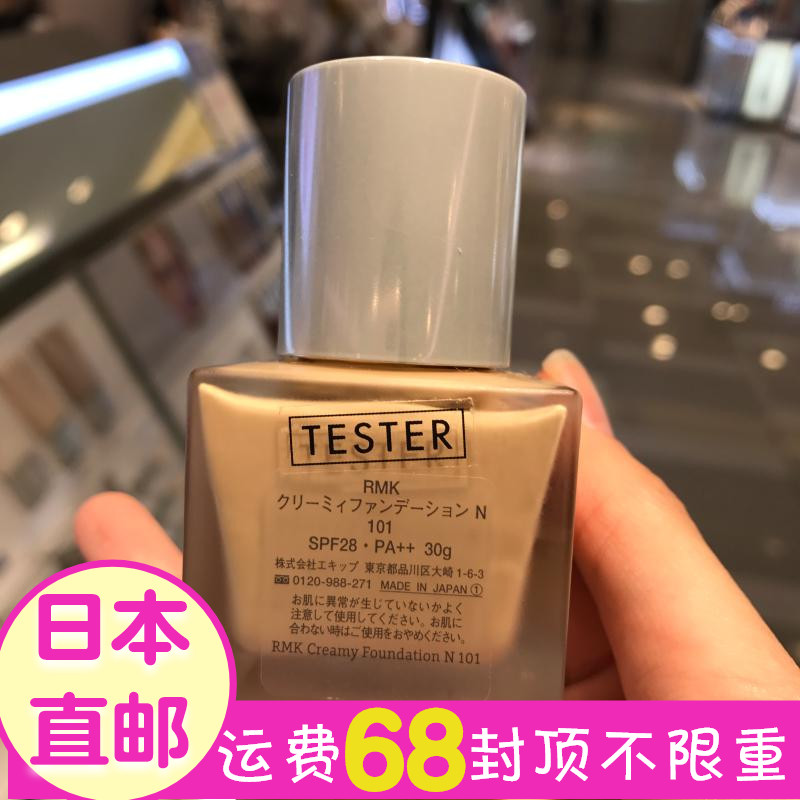 TESTER
RMK
クリーミィファンデーション N
101
SPF28・PA++ 30g
株式会社エキップ 東京都品川区大崎1-6-3
0120-988-271 MADE IN JAPAN ①
お肌に異常が生じていないかよく
注意して使用してください。お肌に
合わない時はご使用をおやめください。
RMK Creamy Foundation N 101
日本
直邮
运费68封顶不限重